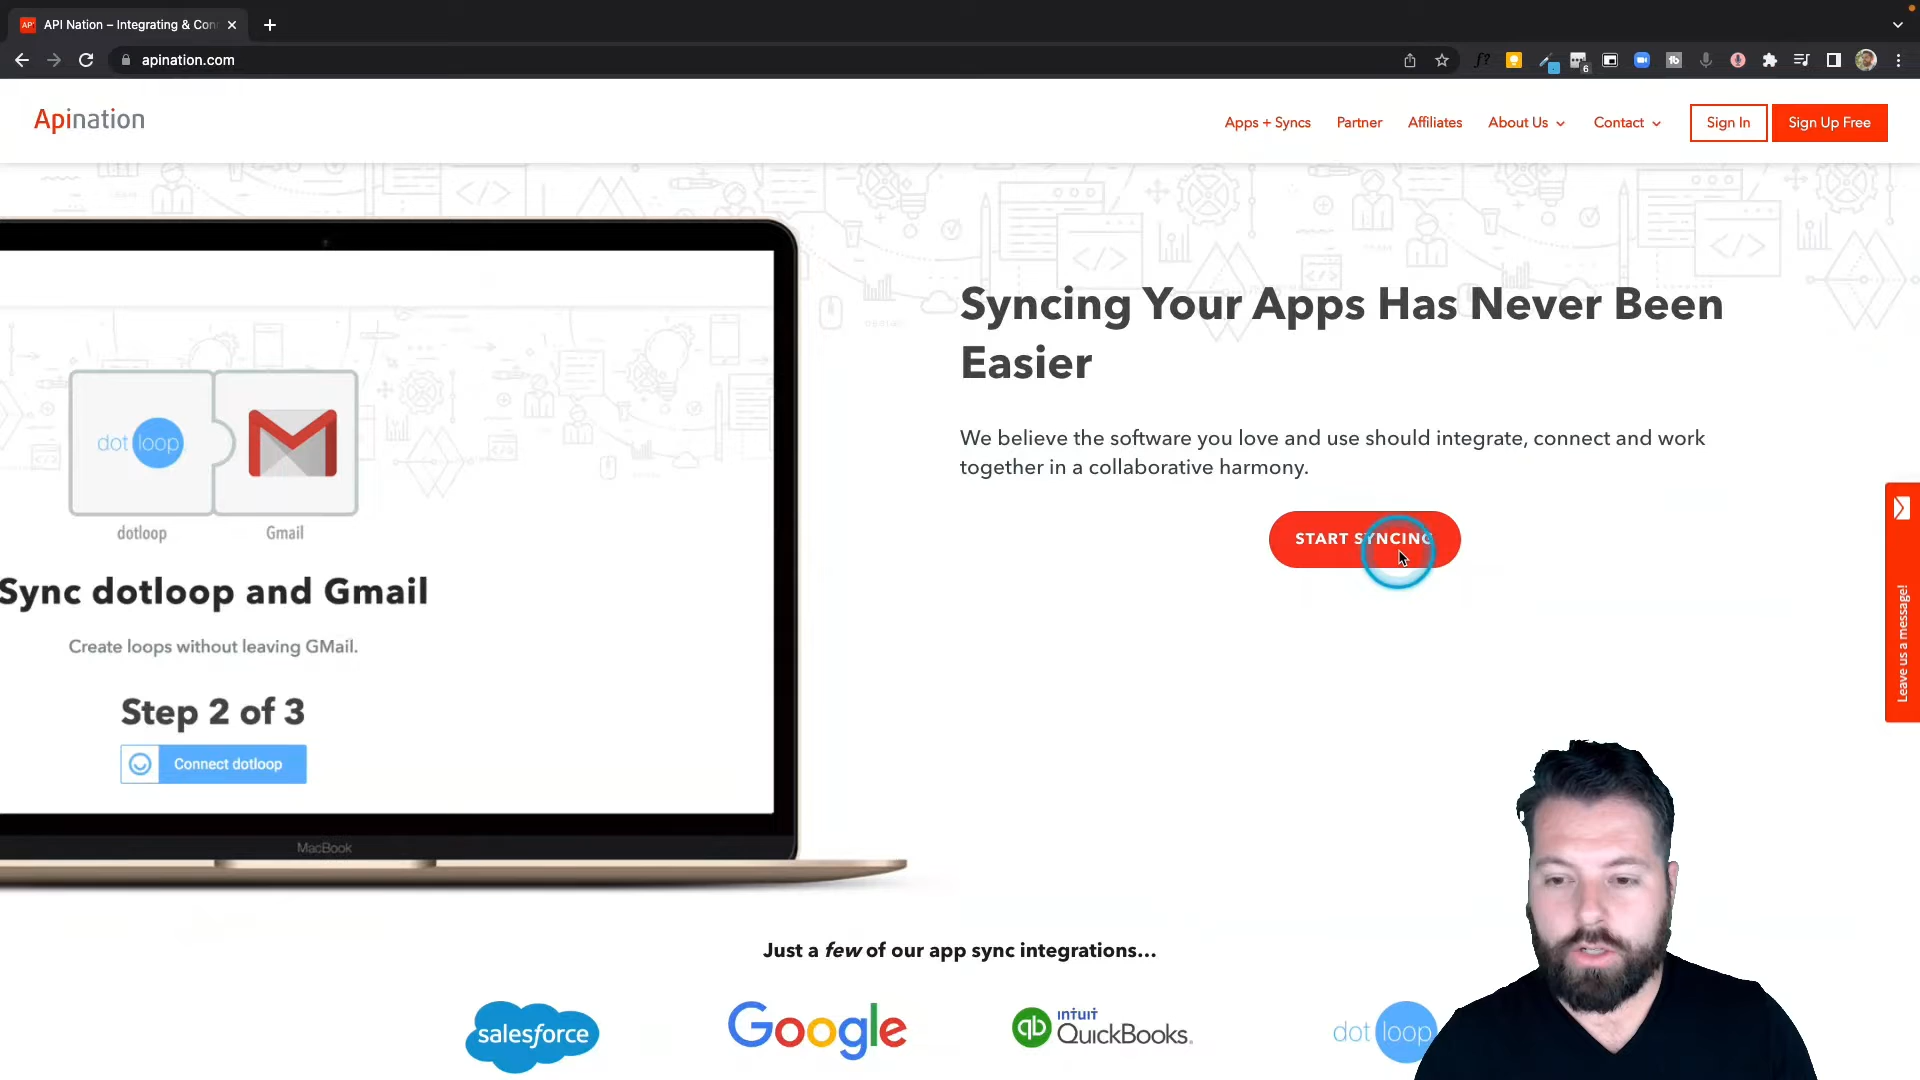 API Nation – Integrating & Con
apination.com
6
Apination
Apps + Syncs
Partner
Affiliates
About Us
Contact
Sign In
Sign Up Free
Syncing Your Apps Has Never Been
Easier
We believe the software you love and use should integrate, connect and work
together in a collaborative harmony.
START SYNCING
Leave us a message!
dot loop
dotloop
Gmail
Sync dotloop and Gmail
Create loops without leaving GMail.
Step 2 of 3
Connect dotloop
MacBook
Just a few of our app sync integrations...
salesforce
Google
qb
intuit
QuickBooks.
dot loop